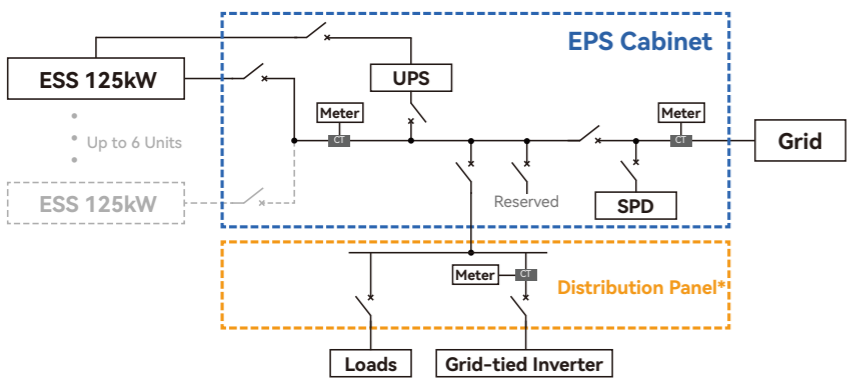 EPS Cabinet
ESS 125kW
UPS
Meter
Meter
CT
CT
Grid
Up to 6 Units
ESS 125kW
Reserved
SPD
Meter
CT
Distribution Panel*
Loads
Grid-tied Inverter